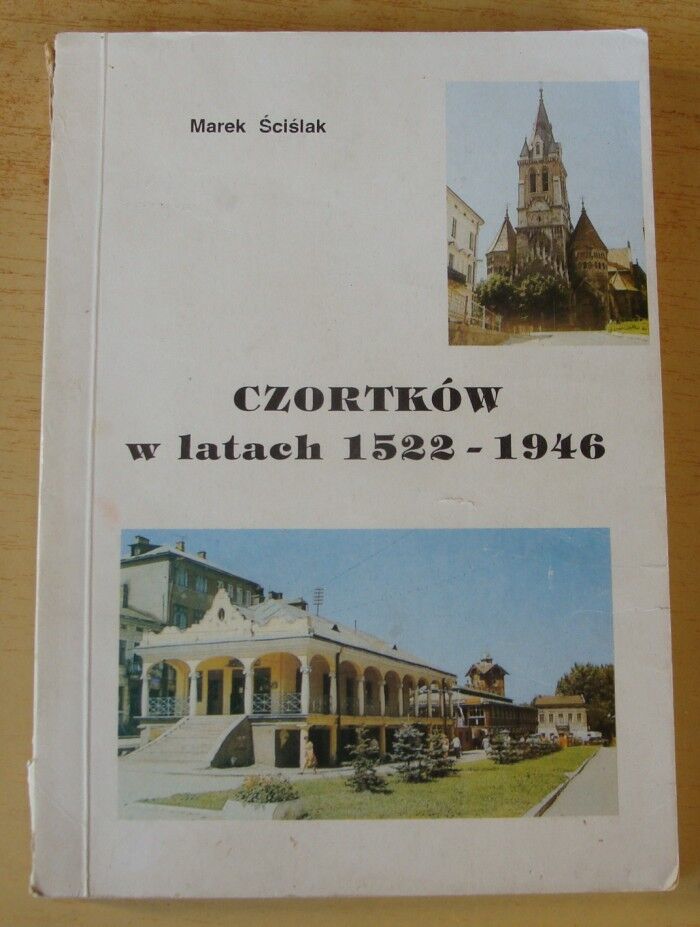 Marek Ściślak
CZORTKÓW
w latach 1522 - 1946